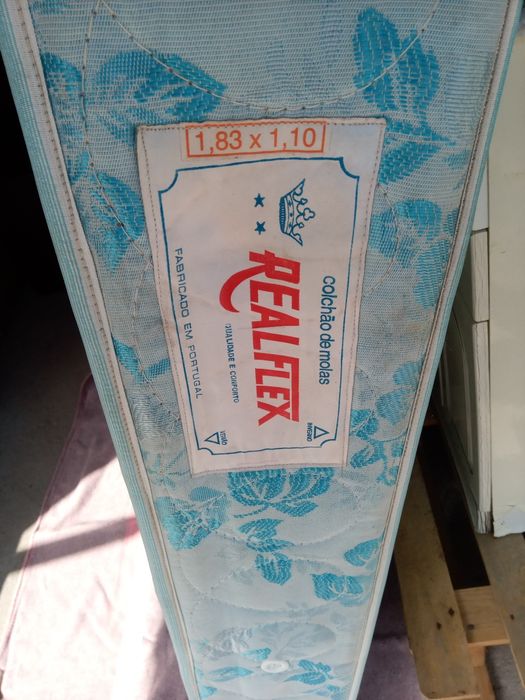 1,83 x 1,10
colchão de molas
REALFLEX
QUALIDADE E CONFORTO
FABRICADO EM PORTUGAL
INVERNO
VERÃO